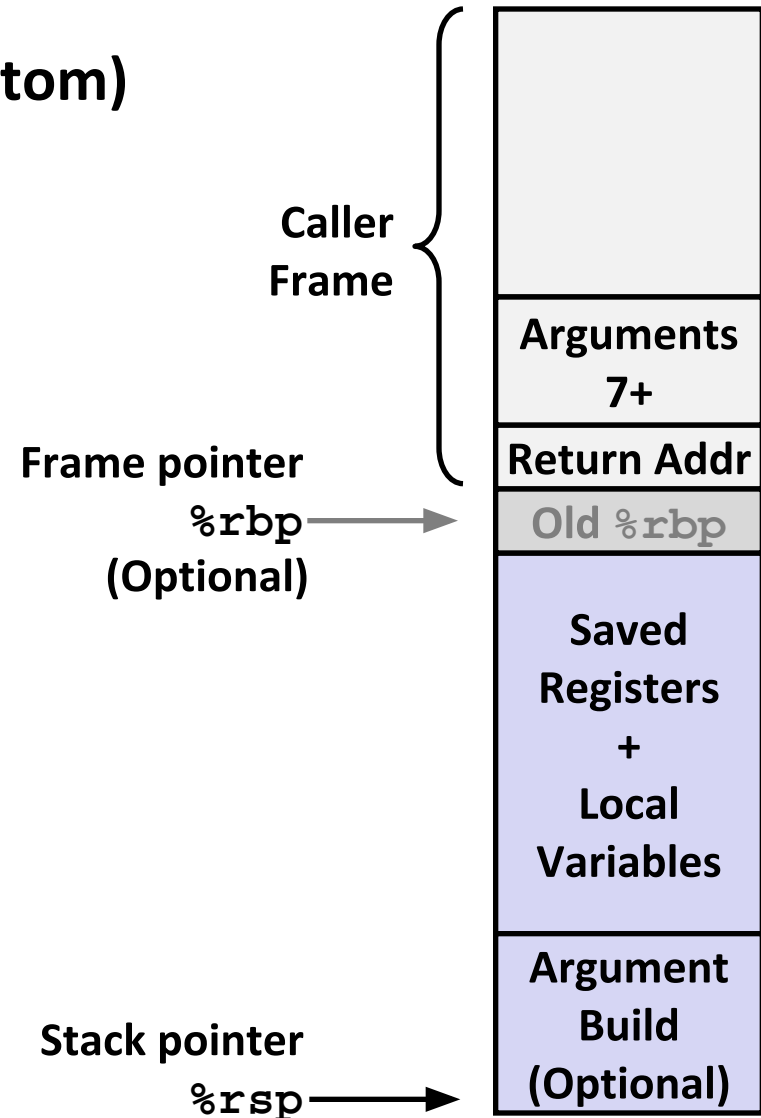 tom)
Caller
Frame
Arguments
7+
Return Addr
Frame pointer
%rbp
(Optional)
Old %rbp
Saved
Registers
+
Local
Variables
Argument
Build
(Optional)
Stack pointer
%rsp